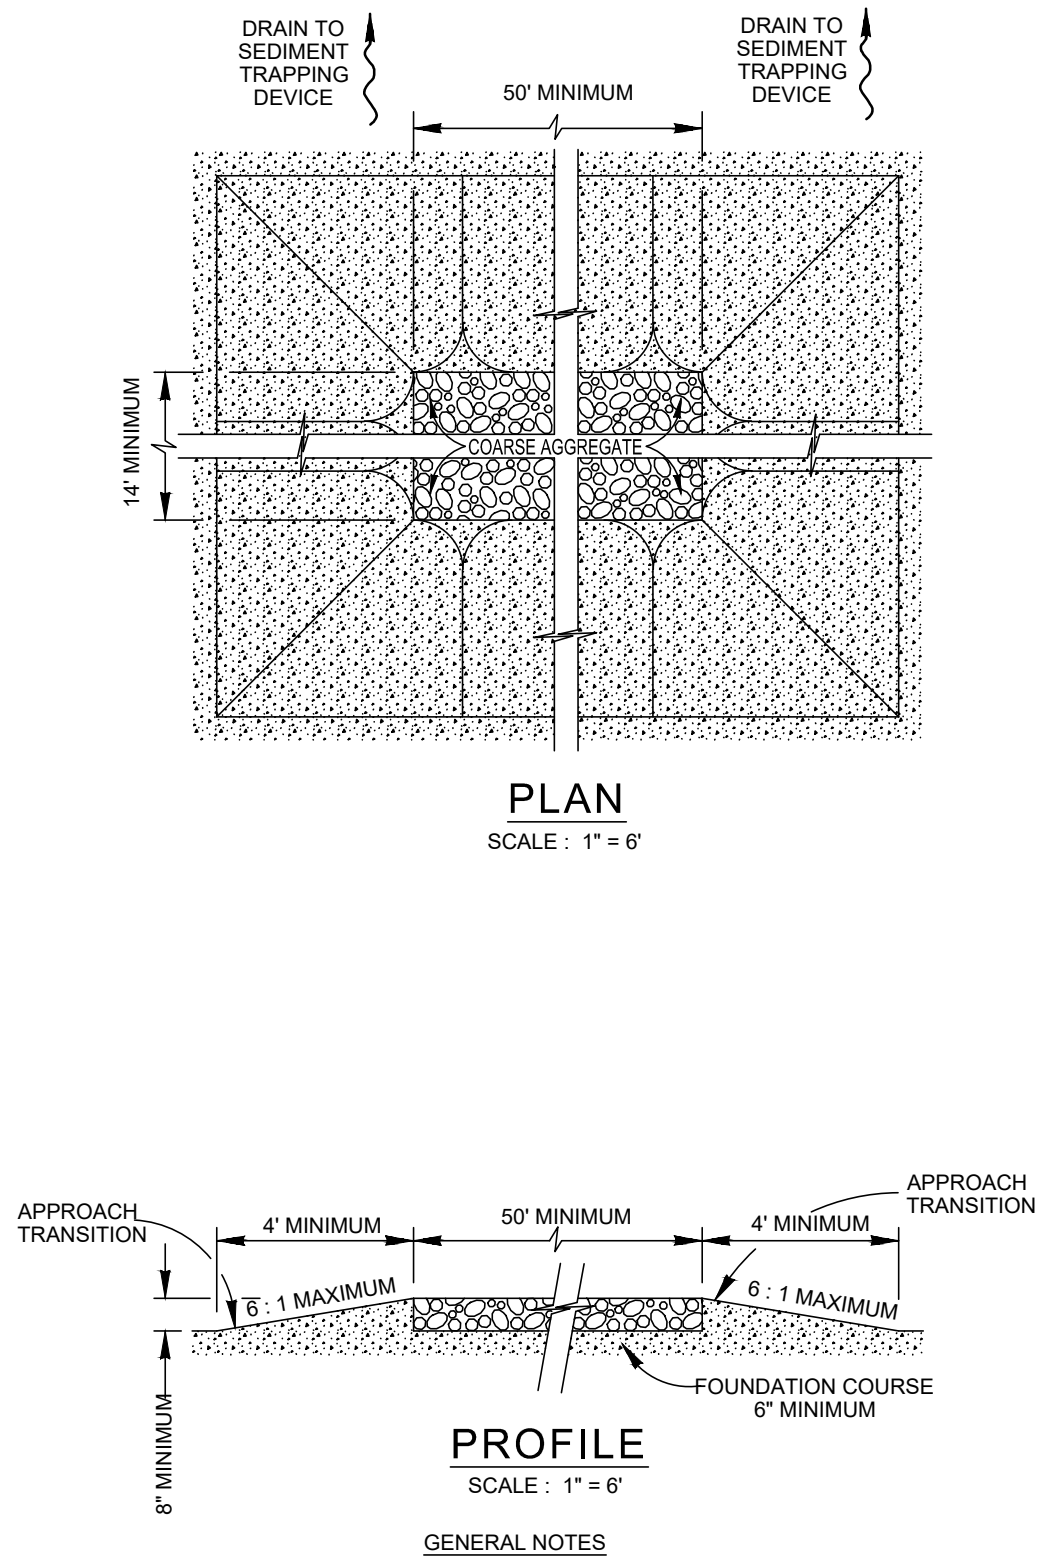 DRAIN TO
SEDIMENT
TRAPPING
DEVICE
DRAIN TO
SEDIMENT
TRAPPING
DEVICE
50' MINIMUM
14' MINIMUM
COARSE AGGREGATE
PLAN
SCALE : 1" = 6'
APPROACH
TRANSITION
4' MINIMUM
50' MINIMUM
4' MINIMUM
APPROACH
TRANSITION
6 : 1 MAXIMUM
6 : 1 MAXIMUM
8" MINIMUM
FOUNDATION COURSE
6" MINIMUM
PROFILE
SCALE : 1" = 6'
GENERAL NOTES